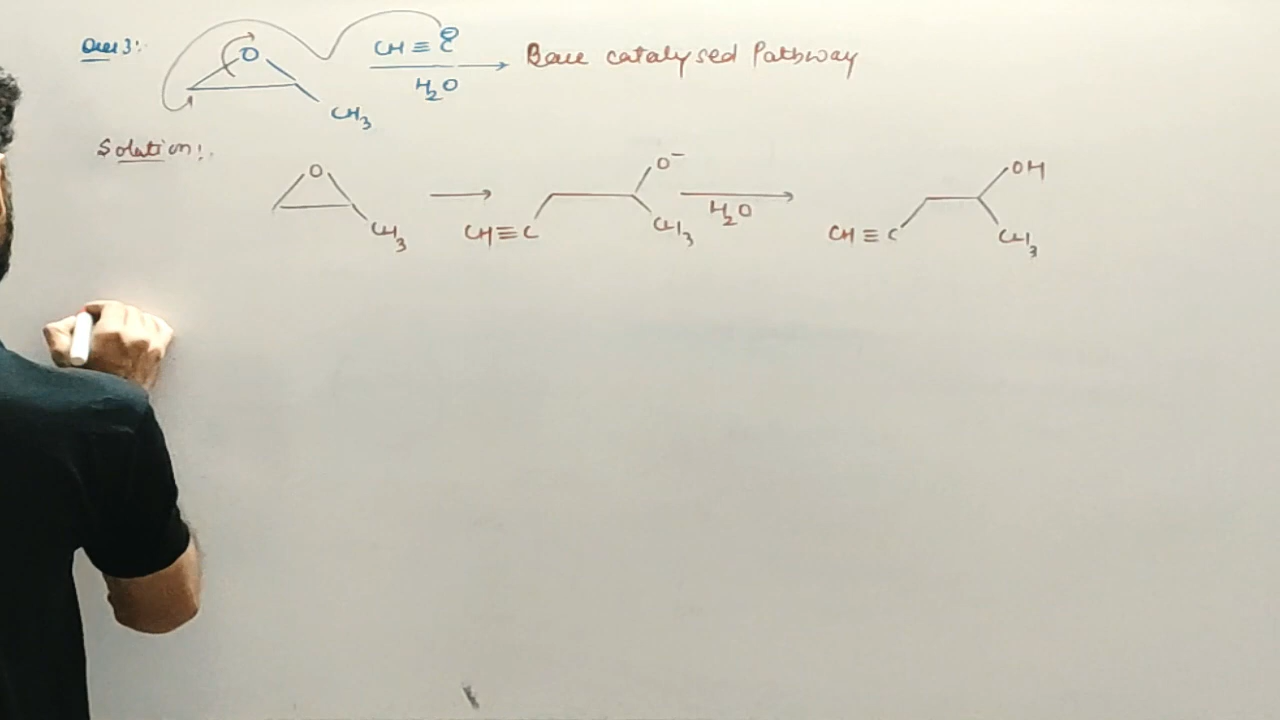 Ques 3:
O
CH ≡ C⊖
H2O
Base catalysed Pathway
CH3
Solution:
O
CH3
O−
CH≡C
CH3
H2O
OH
CH≡C
CH3